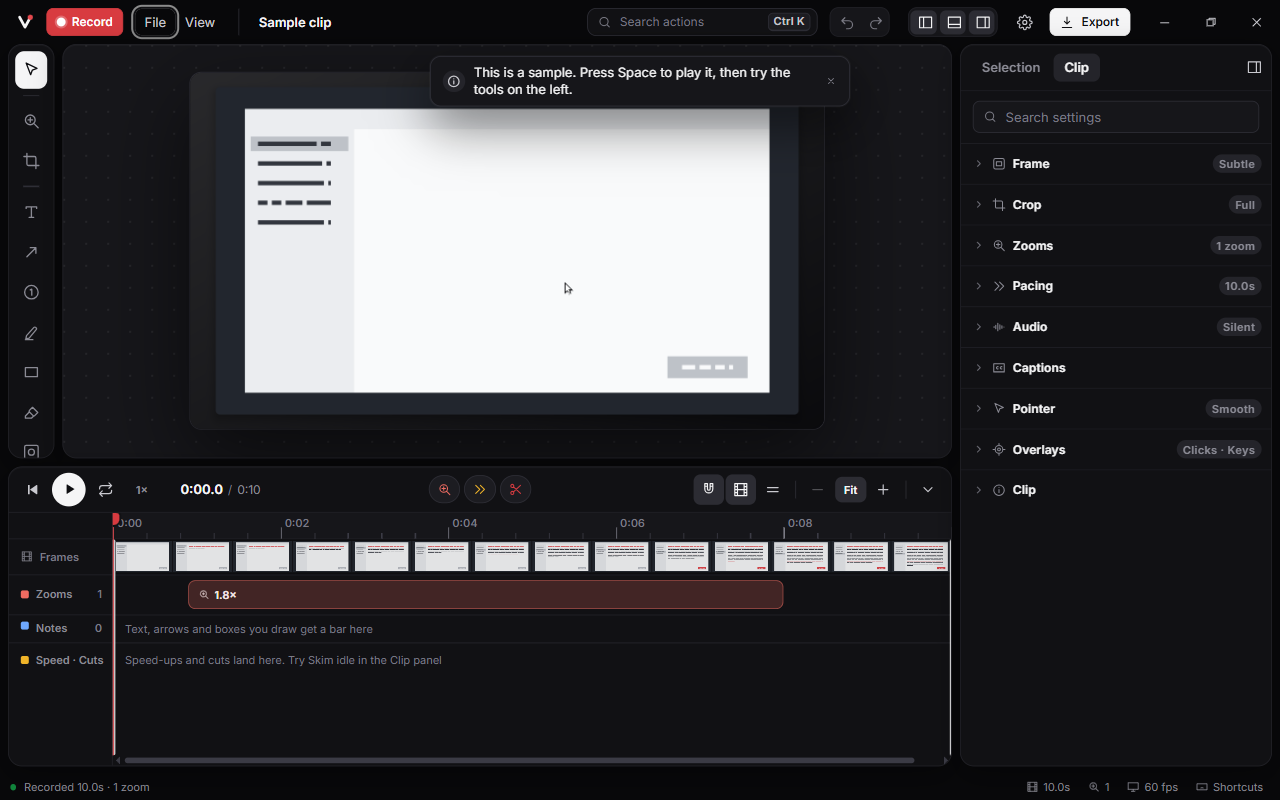 Record File View Sample clip Search actions Ctrl K Export
This is a sample. Press Space to play it, then try the
tools on the left.
Selection Clip
Search settings
Frame Subtle
Crop Full
Zooms 1 zoom
Pacing 10.0s
Audio Silent
Captions
Pointer Smooth
Overlays Clicks · Keys
Clip
1× 0:00.0 / 0:10 Fit
0:00 0:02 0:04 0:06 0:08
Frames
Zooms 1 1.8×
Notes 0 Text, arrows and boxes you draw get a bar here
Speed · Cuts Speed-ups and cuts land here. Try Skim idle in the Clip panel
Recorded 10.0s · 1 zoom 10.0s 1 60 fps Shortcuts